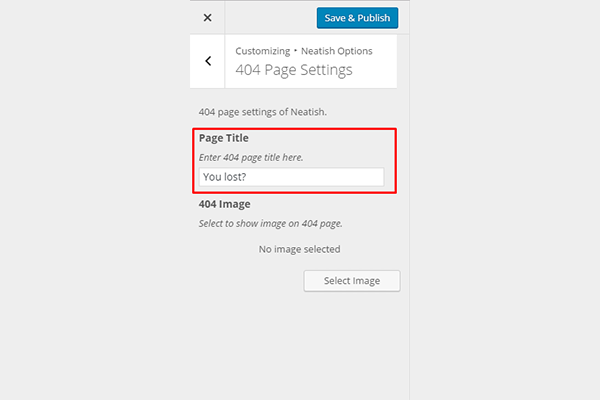 Save & Publish
Customizing • Neatish Options
404 Page Settings
404 page settings of Neatish.
Page Title
Enter 404 page title here.
You lost?
404 Image
Select to show image on 404 page.
No image selected
Select Image